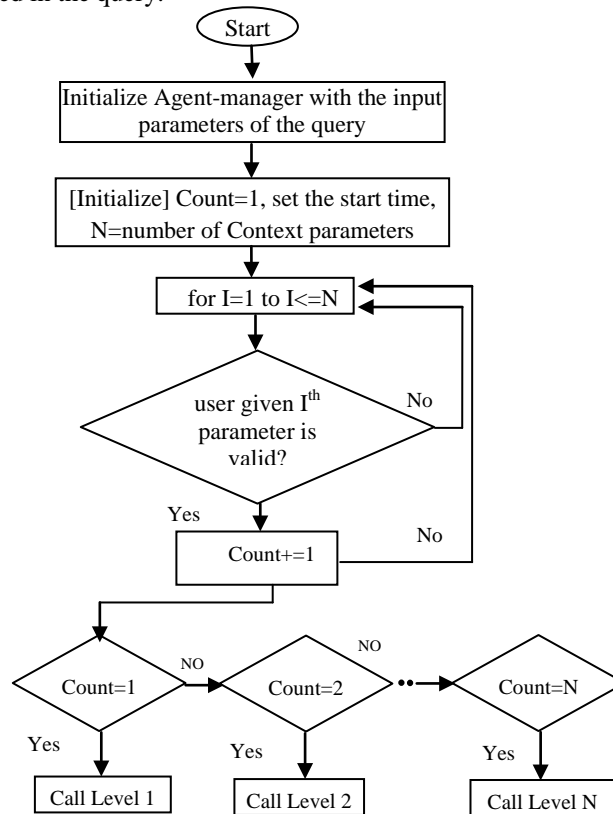 ed in the query.
Start
Initialize Agent-manager with the input
parameters of the query
[Initialize] Count=1, set the start time,
N=number of Context parameters
for I=1 to I<=N
user given Ith
parameter is
valid?
No
Yes
Count+=1
No
Count=1
NO
Count=2
NO
Count=N
Yes
Yes
Yes
Call Level 1
Call Level 2
Call Level N